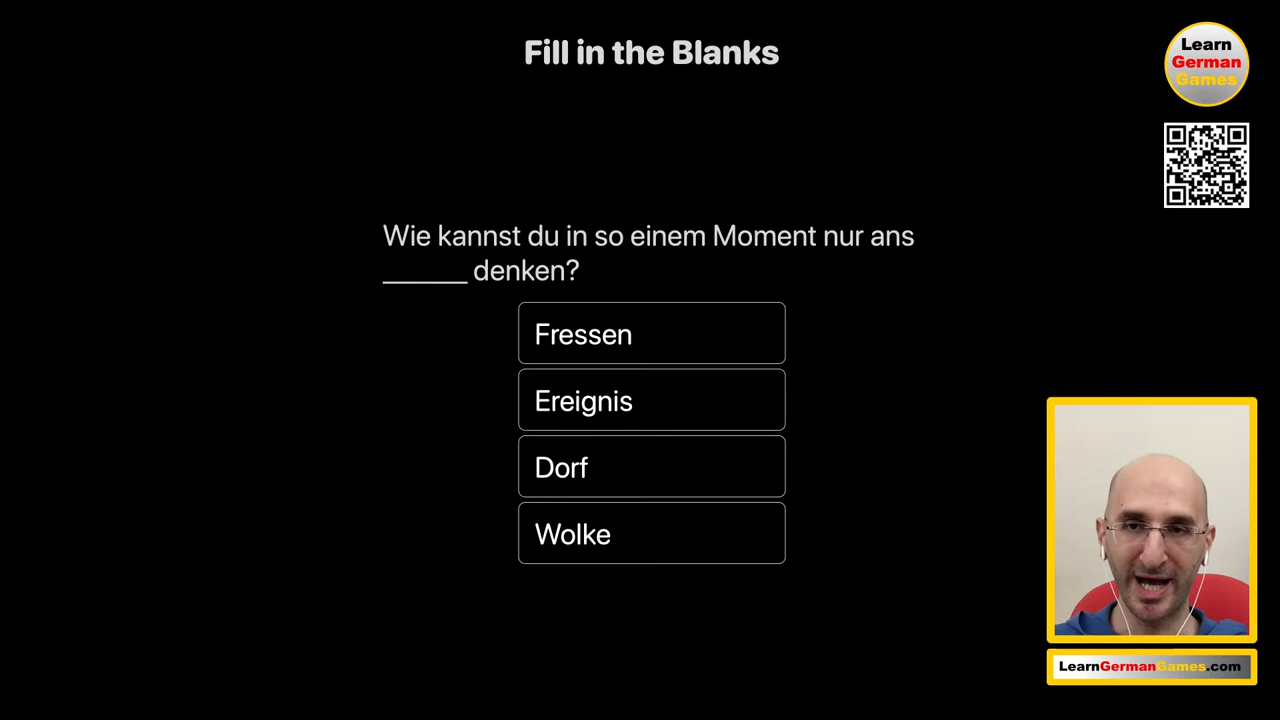 Fill in the Blanks
Learn
German
Games
Wie kannst du in so einem Moment nur ans
______ denken?
Fressen
Ereignis
Dorf
Wolke
LearnGermanGames.com